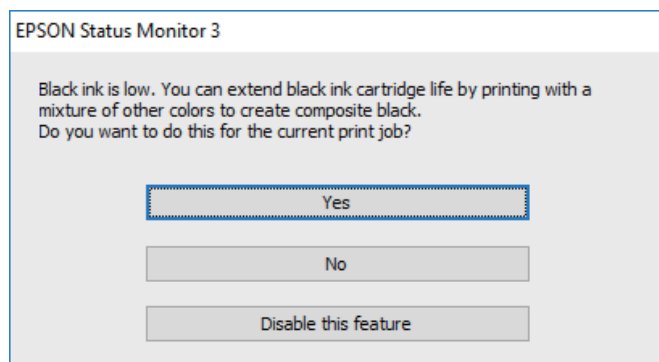 EPSON Status Monitor 3
Black ink is low. You can extend black ink cartridge life by printing with a
mixture of other colors to create composite black.
Do you want to do this for the current print job?
Yes
No
Disable this feature